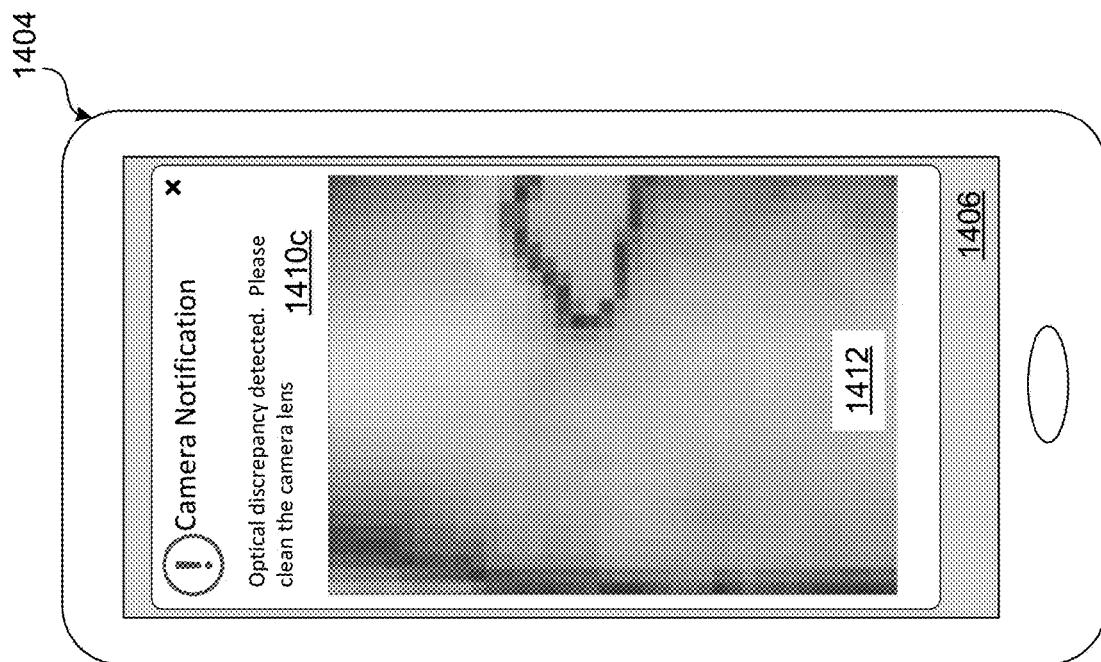 1404
i Camera Notification x
Optical discrepancy detected. Please
clean the camera lens
1410c
1412
1406